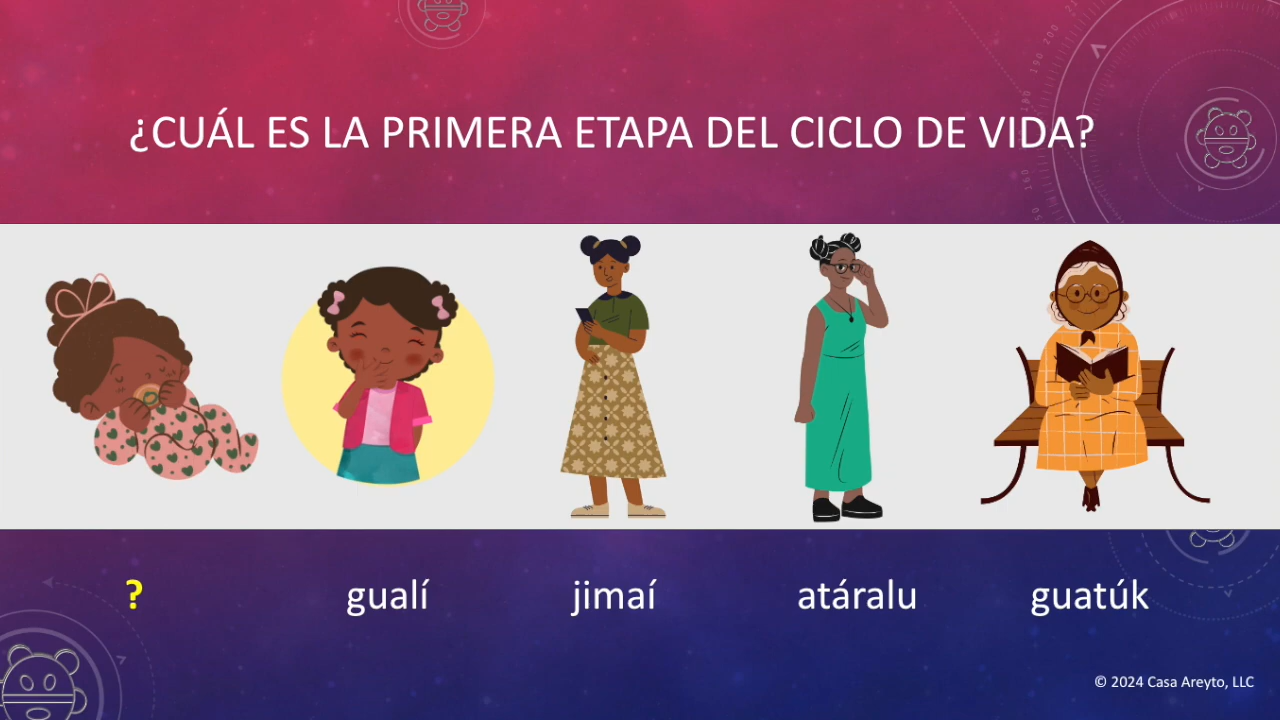 ¿CUÁL ES LA PRIMERA ETAPA DEL CICLO DE VIDA?
? gualí jimaí atáralu guatúk
© 2024 Casa Areyto, LLC